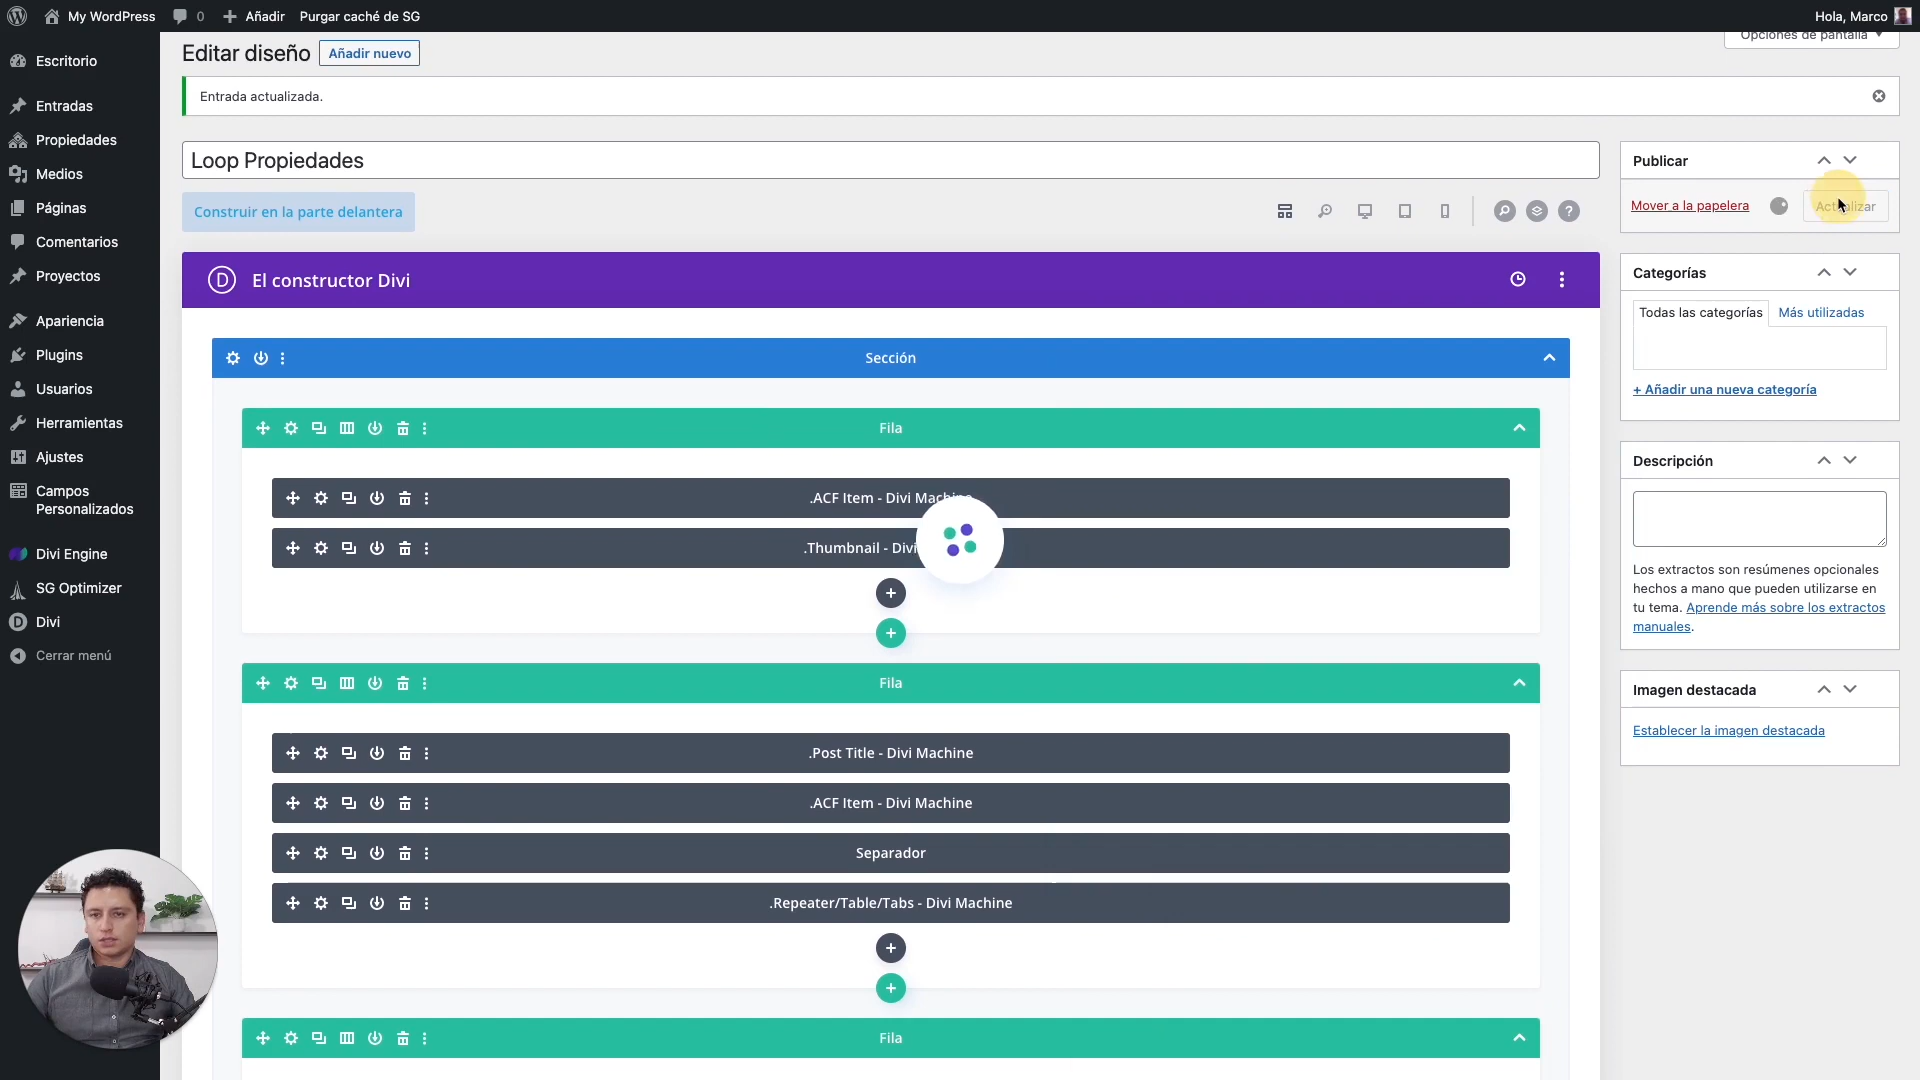 My WordPress
0
Añadir
Purgar caché de SG
Hola, Marco
Escritorio
Entradas
Propiedades
Medios
Páginas
Comentarios
Proyectos
Apariencia
Plugins
Usuarios
Herramientas
Ajustes
Campos
Personalizados
Divi Engine
SG Optimizer
Divi
Cerrar menú
Editar diseño
Añadir nuevo
Opciones de pantalla
Entrada actualizada.
Loop Propiedades
Construir en la parte delantera
?
D
El constructor Divi
Sección
Fila
.ACF Item - Divi Machine
.Thumbnail - Divi
Fila
.Post Title - Divi Machine
.ACF Item - Divi Machine
Separador
.Repeater/Table/Tabs - Divi Machine
Fila
Publicar
Mover a la papelera
Actualizar
Categorías
Todas las categorías
Más utilizadas
+ Añadir una nueva categoría
Descripción
Los extractos son resúmenes opcionales
hechos a mano que pueden utilizarse en
tu tema. Aprende más sobre los extractos
manuales.
Imagen destacada
Establecer la imagen destacada